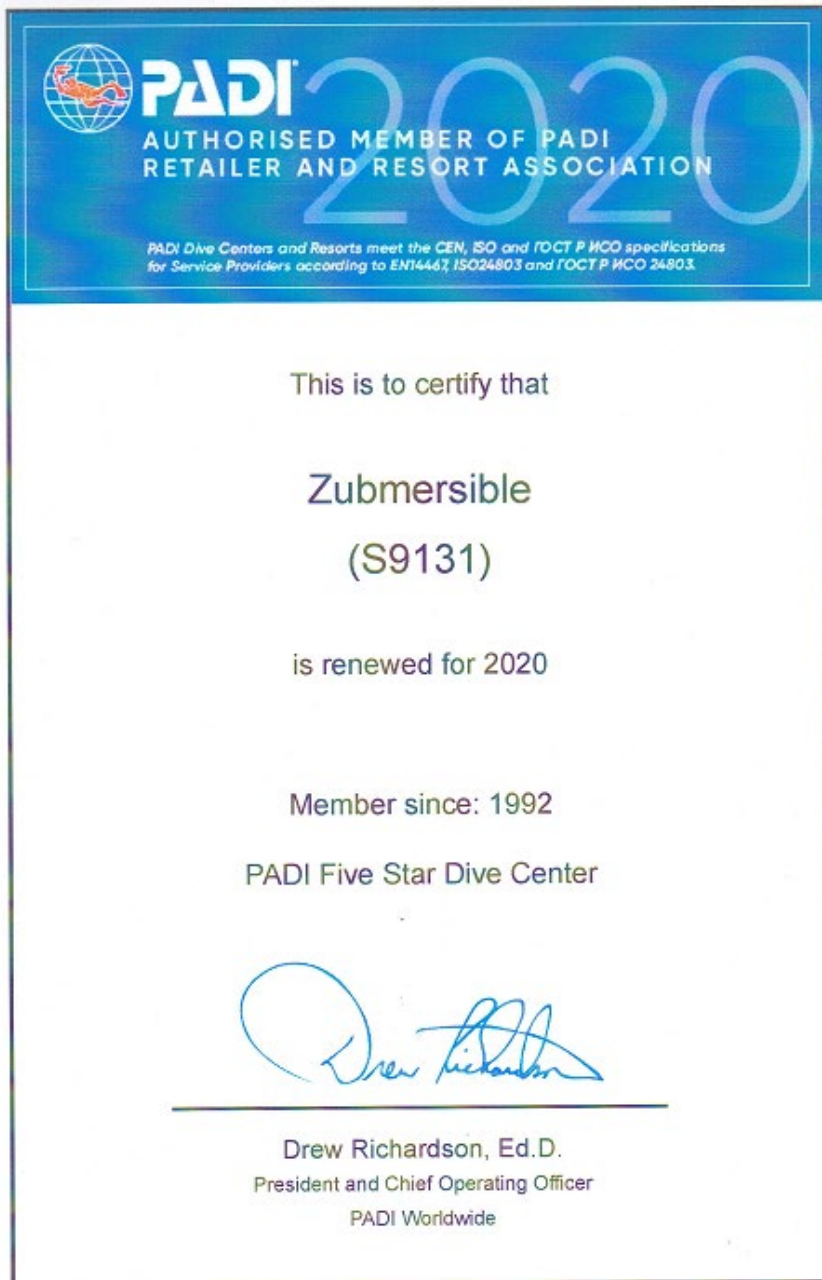 PADI
2020
AUTHORISED MEMBER OF PADI
RETAILER AND RESORT ASSOCIATION
PADI Dive Centers and Resorts meet the CEN, ISO and ГОСТ Р ИСО specifications
for Service Providers according to EN14467, ISO24803 and ГОСТ Р ИСО 24803.
This is to certify that
Zubmersible
(S9131)
is renewed for 2020
Member since: 1992
PADI Five Star Dive Center
Drew Richardson
Drew Richardson, Ed.D.
President and Chief Operating Officer
PADI Worldwide